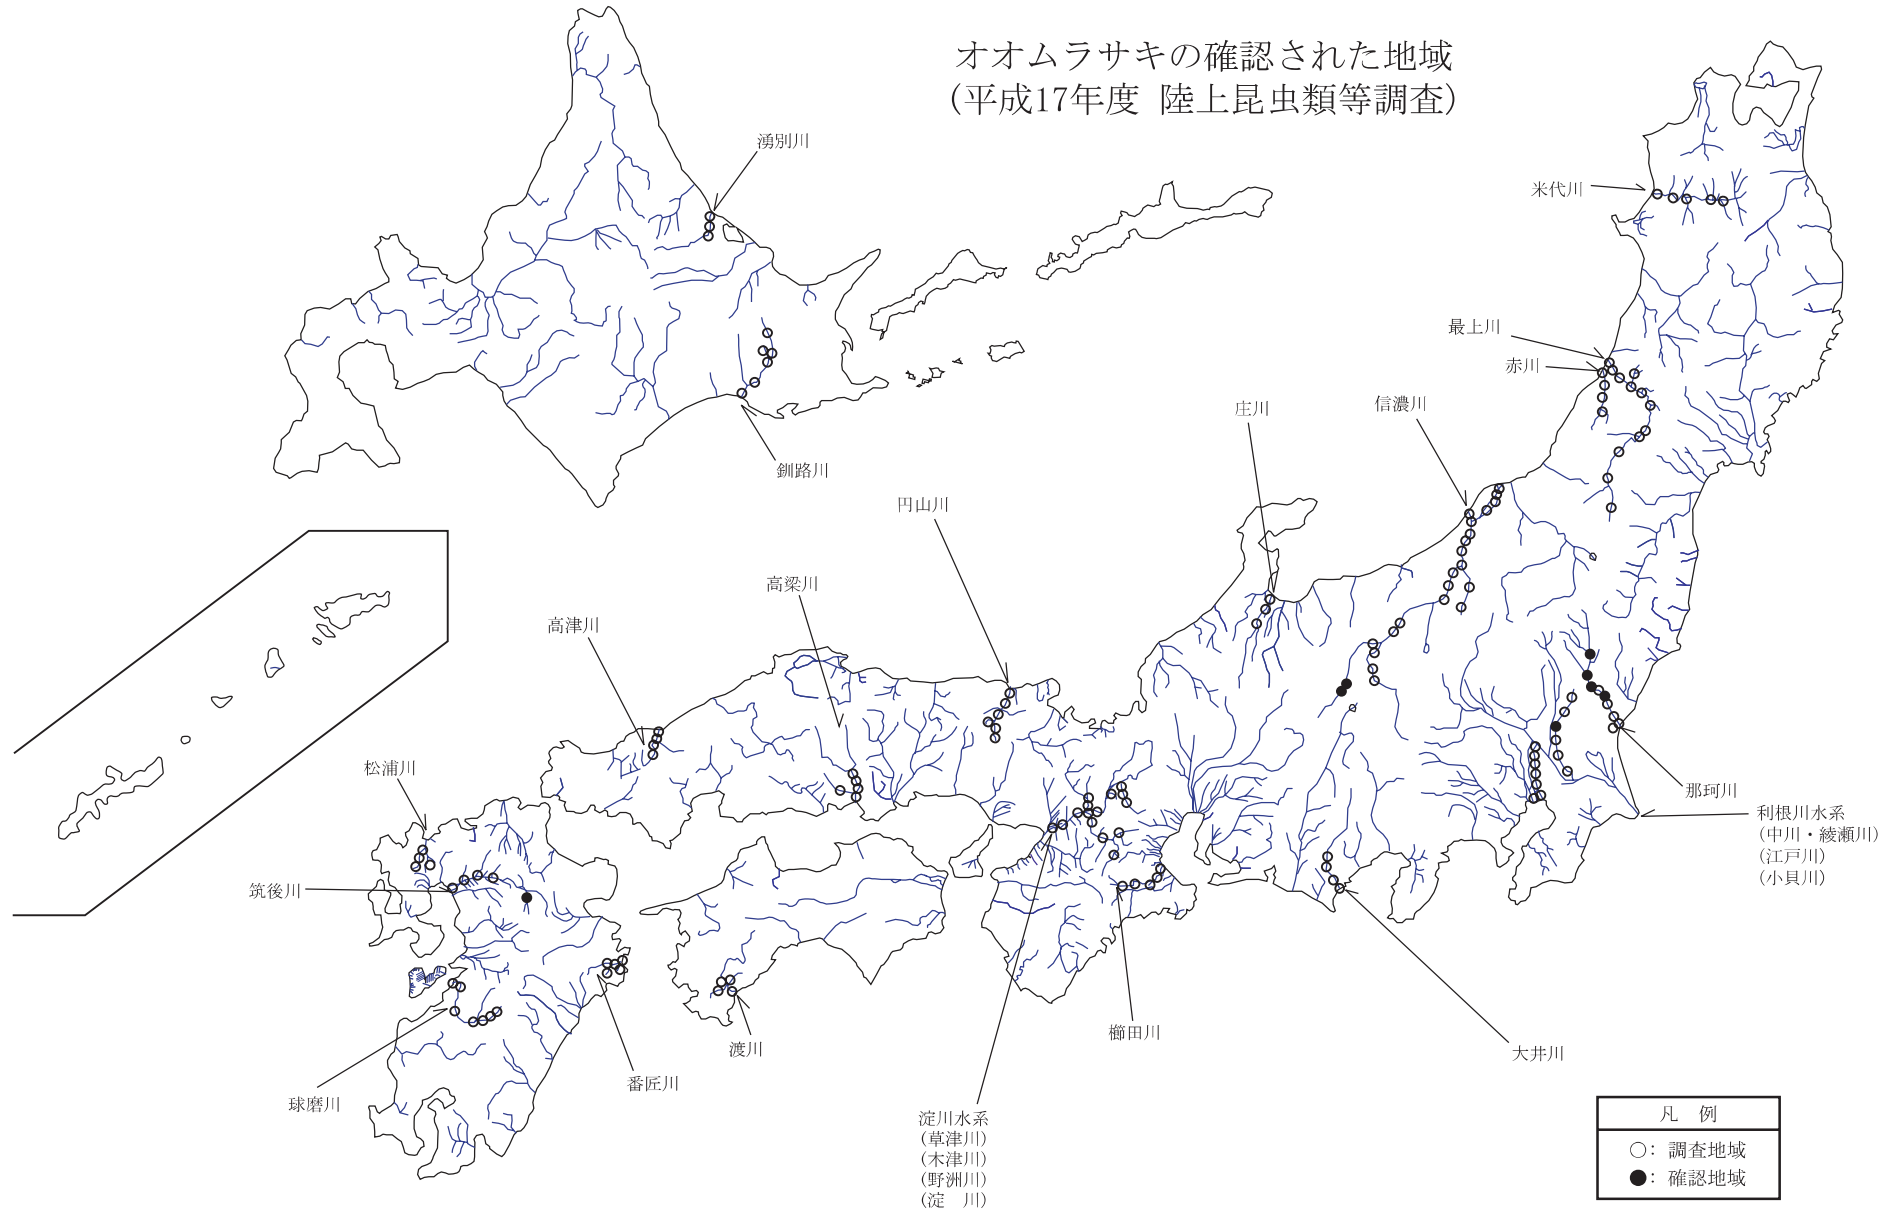 オオムラサキの確認された地域
(平成17年度 陸上昆虫類等調査)
湧別川
米代川
最上川
赤川
信濃川
庄川
釧路川
円山川
高梁川
高津川
松浦川
那珂川
利根川水系
(中川・綾瀬川)
(江戸川)
(小貝川)
筑後川
櫛田川
大井川
渡川
番匠川
球磨川
淀川水系
(草津川)
(木津川)
(野洲川)
(淀　川)
凡　例
○：調査地域
●：確認地域